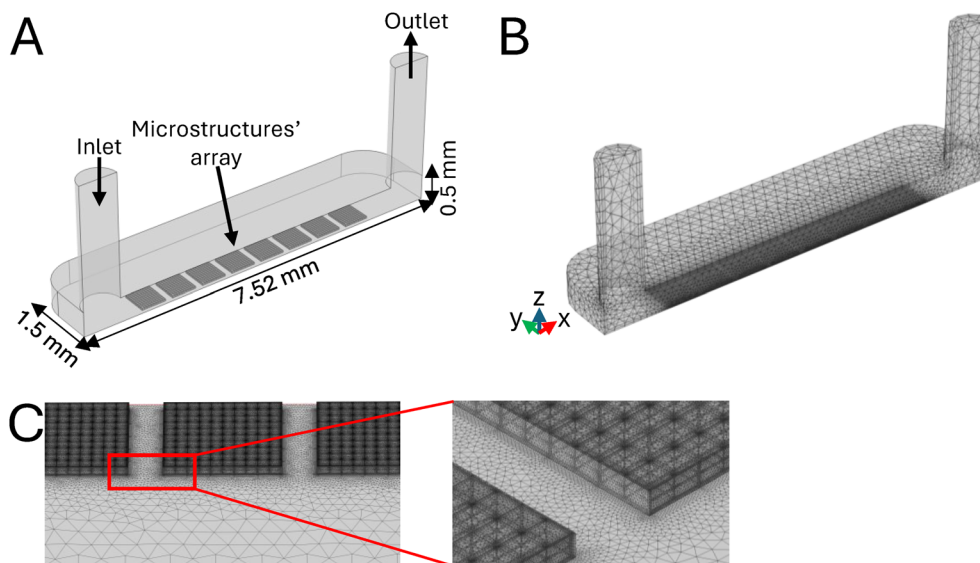 A
Outlet
B
Microstructures'
array
Inlet
0.5 mm
7.52 mm
1.5 mm
z
y
x
C